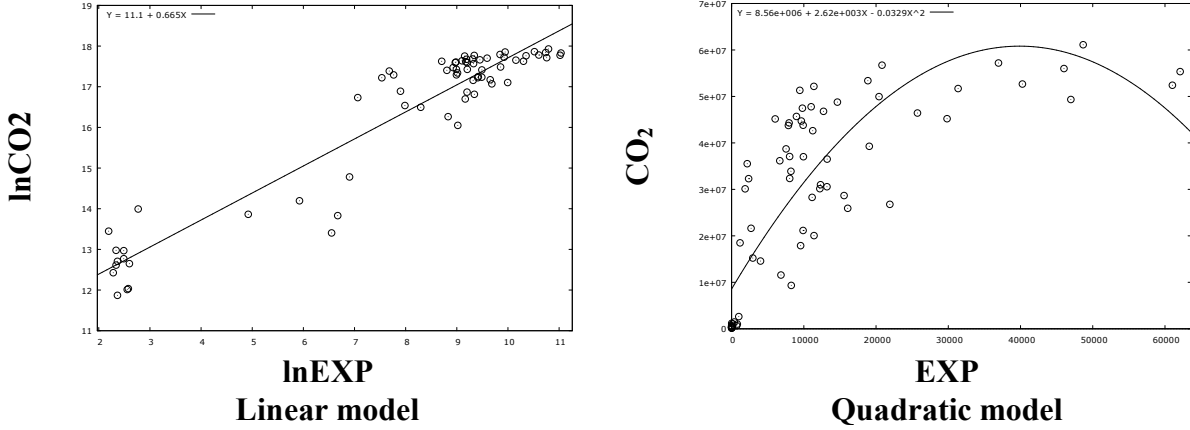 Y = 11.1 + 0.665X
19
18
17
16
15
14
13
12
11
2 3 4 5 6 7 8 9 10 11
lnCO2
lnEXP
Linear model
Y = 8.56e+006 + 2.62e+003X - 0.0329X^2
7e+07
6e+07
5e+07
4e+07
3e+07
2e+07
1e+07
0
0 10000 20000 30000 40000 50000 60000
CO₂
EXP
Quadratic model